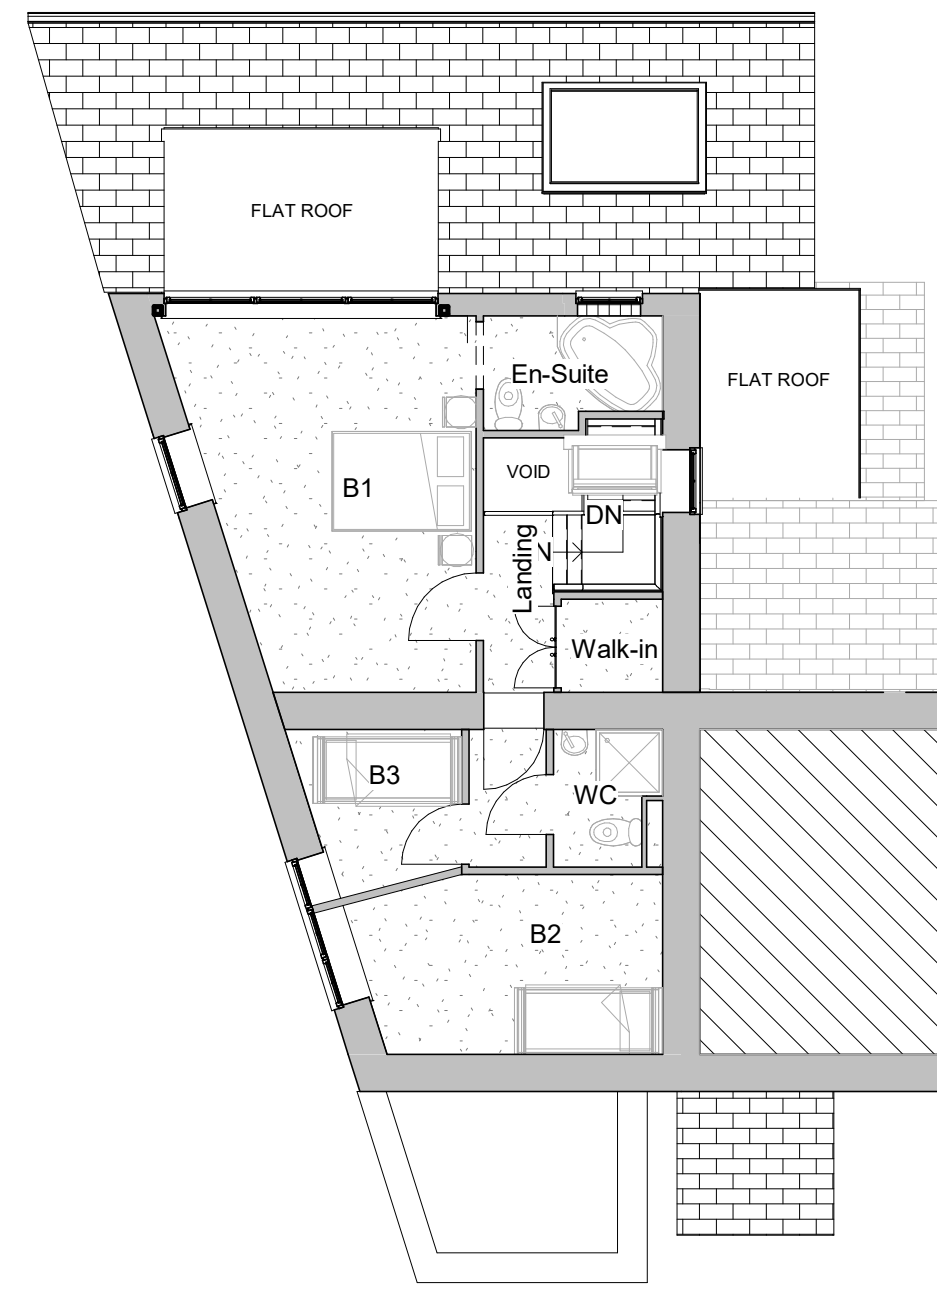 FLAT ROOF
En-Suite
FLAT ROOF
VOID
B1
DN
Landing
Walk-in
B3
WC
B2